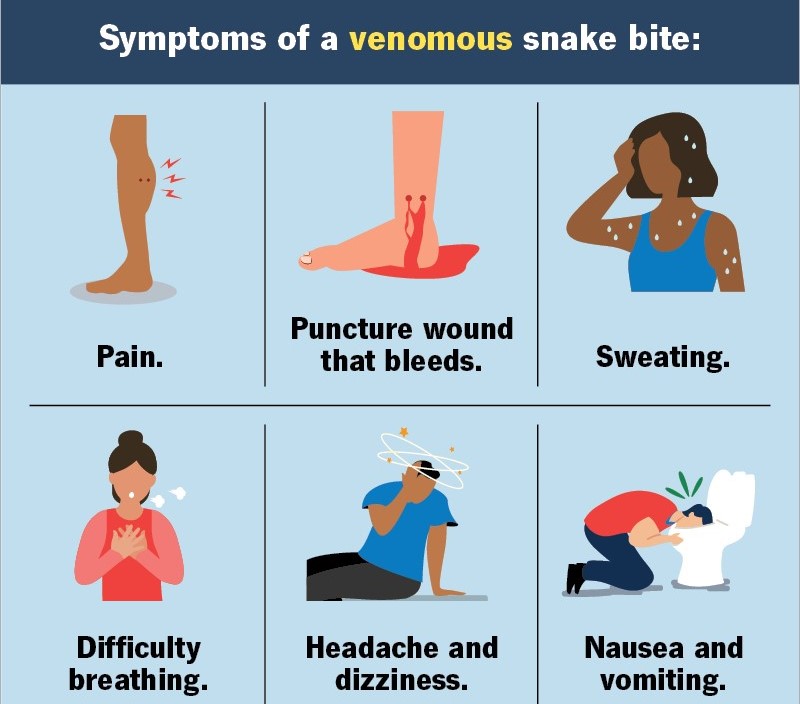 Symptoms of a venomous snake bite:
Pain.
Puncture wound
that bleeds.
Sweating.
Difficulty
breathing.
Headache and
dizziness.
Nausea and
vomiting.